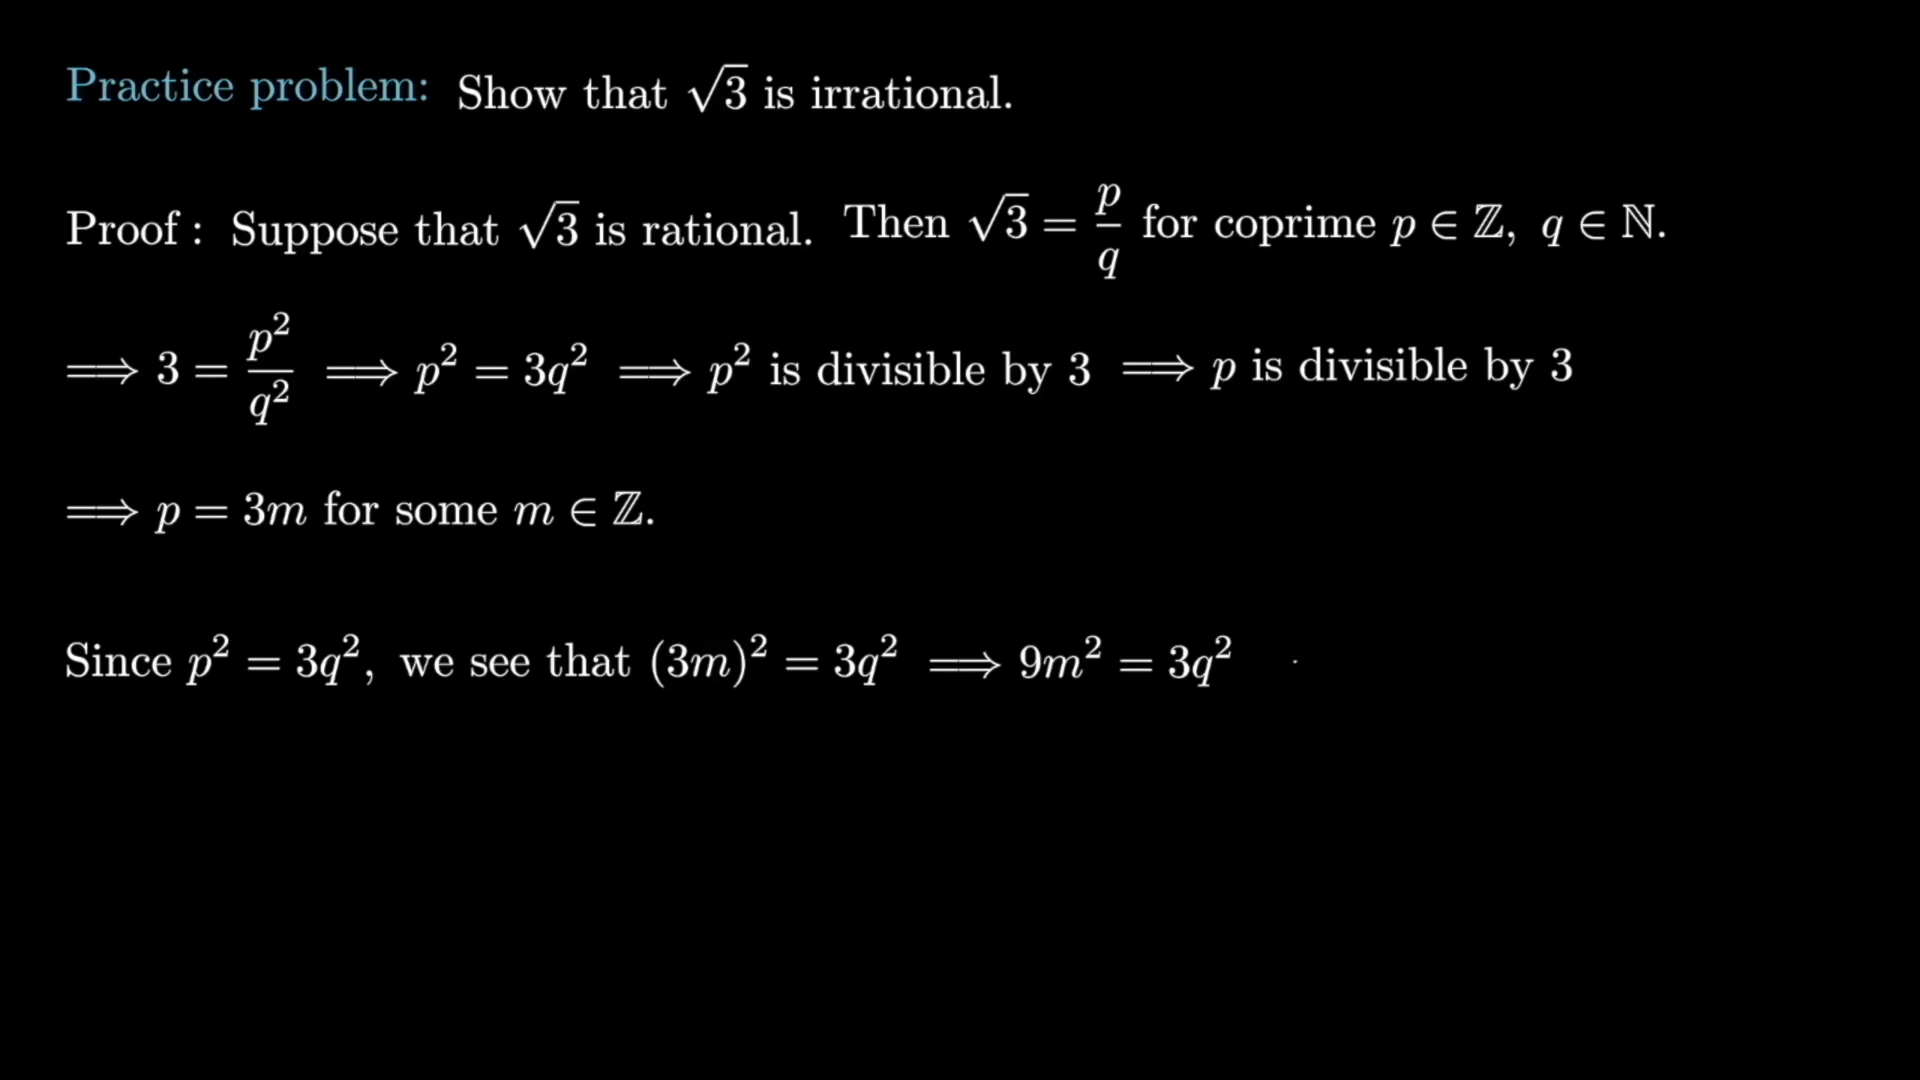 Practice problem: Show that √3 is irrational.
Proof : Suppose that √3 is rational. Then √3 = p/q for coprime p ∈ ℤ, q ∈ ℕ.
⟹ 3 = p²/q² ⟹ p² = 3q² ⟹ p² is divisible by 3 ⟹ p is divisible by 3
⟹ p = 3m for some m ∈ ℤ.
Since p² = 3q², we see that (3m)² = 3q² ⟹ 9m² = 3q²